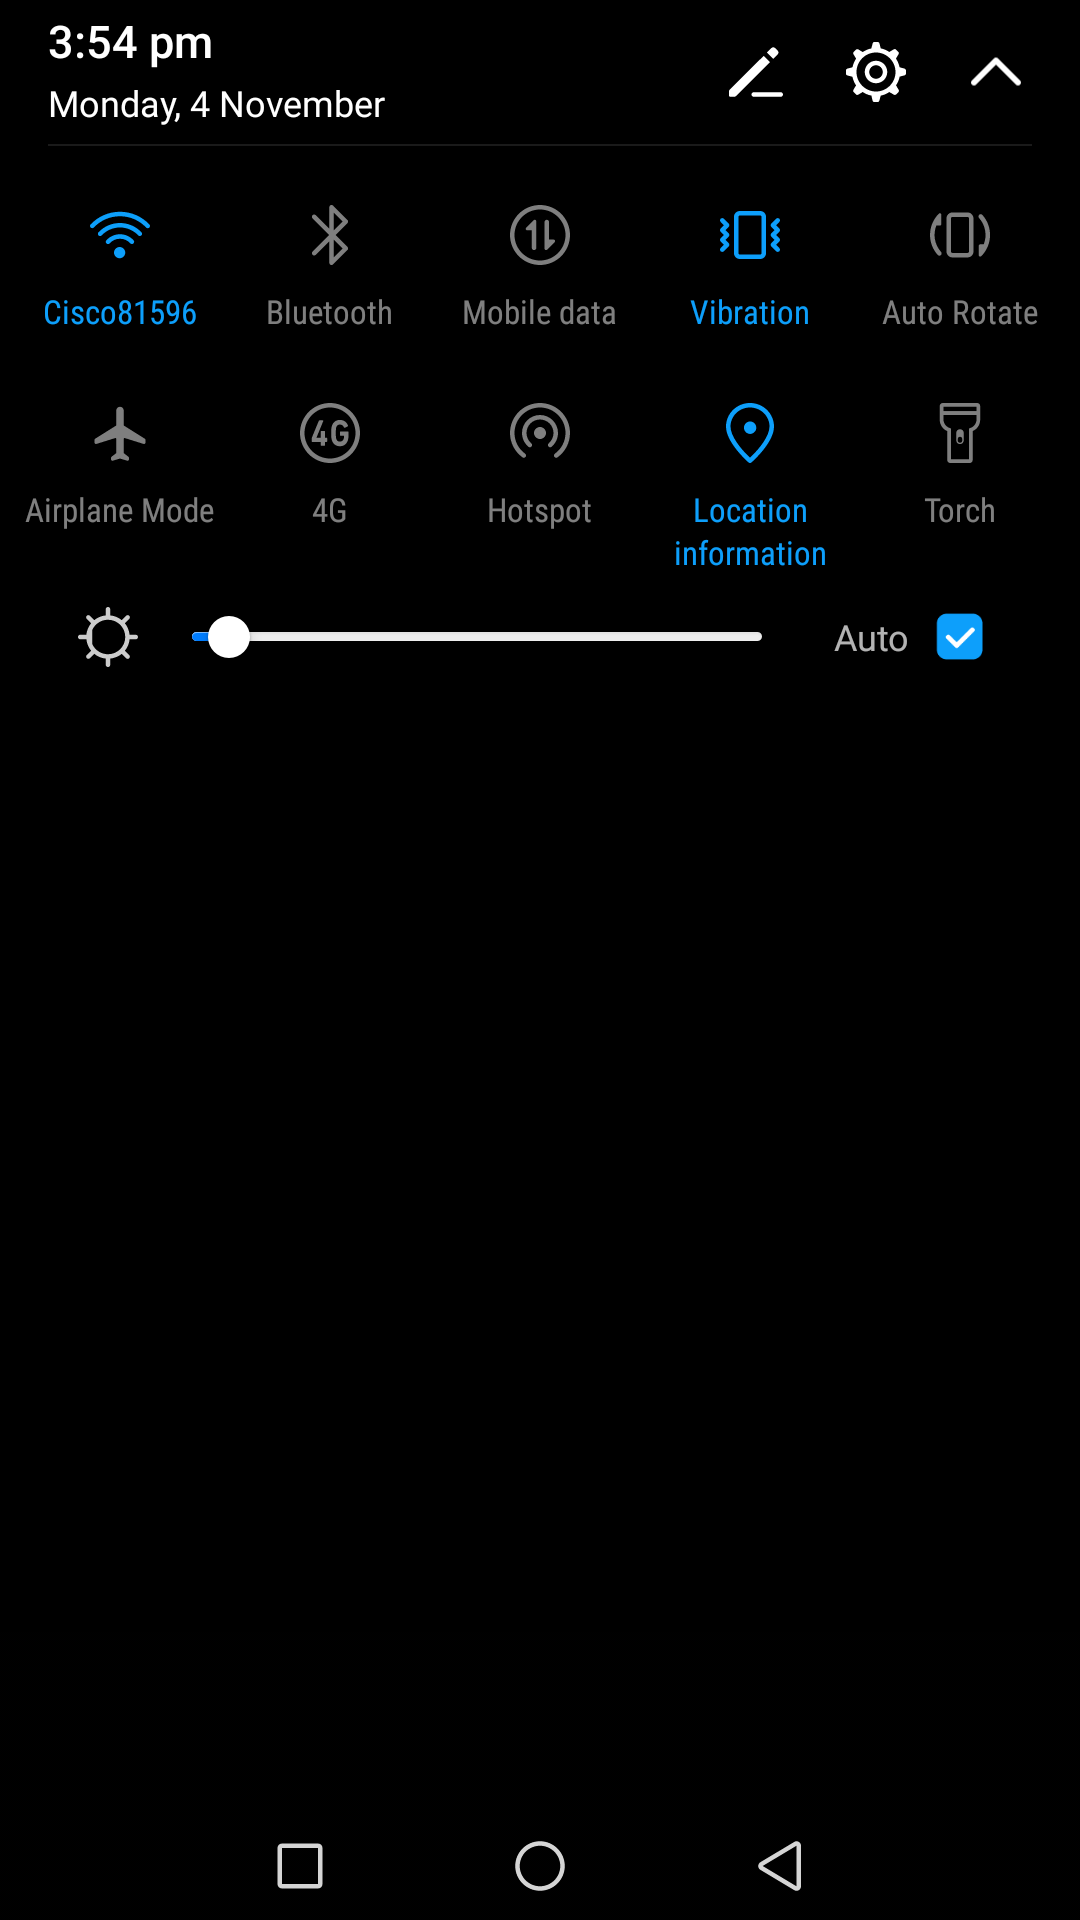 3:54 pm
Monday, 4 November
Cisco81596
Bluetooth
Mobile data
Vibration
Auto Rotate
Airplane Mode
4G
4G
Hotspot
Location
information
Torch
Auto